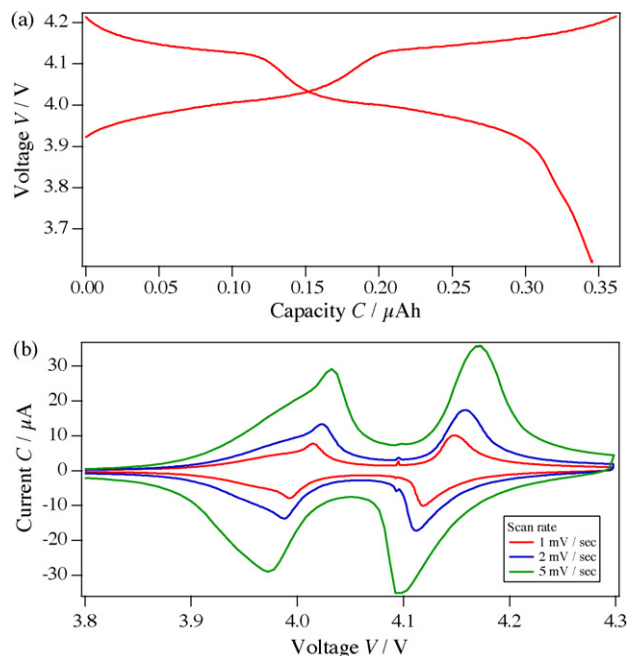 (a)
4.2
4.1
4.0
3.9
3.8
3.7
Voltage V / V
0.00 0.05 0.10 0.15 0.20 0.25 0.30 0.35
Capacity C / μAh
(b)
30
20
10
0
-10
-20
-30
Current C / μA
Scan rate
1 mV / sec
2 mV / sec
5 mV / sec
3.8 3.9 4.0 4.1 4.2 4.3
Voltage V / V